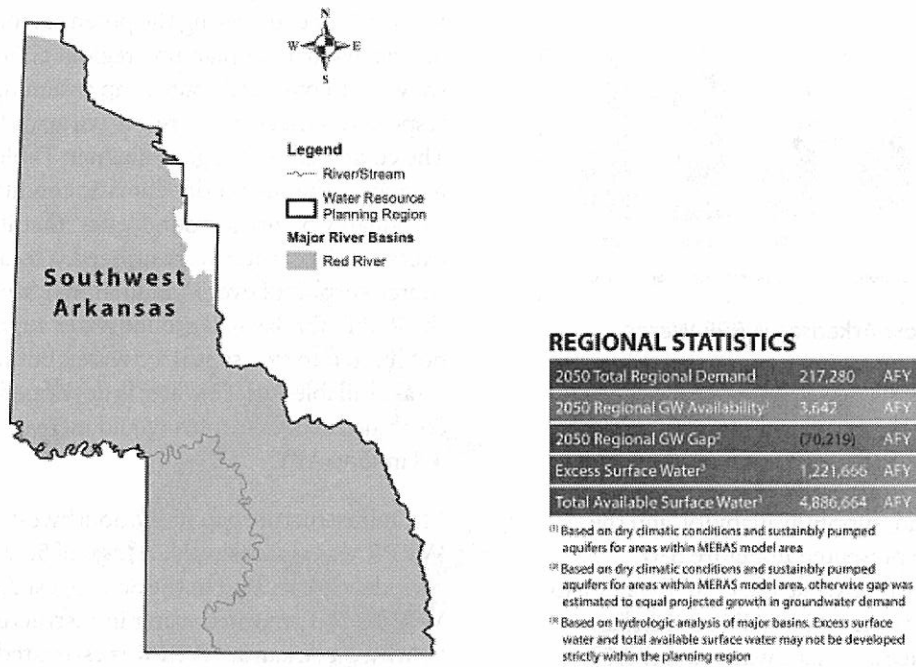 N
W E
S
Legend
River/Stream
Water Resource
Planning Region
Major River Basins
Red River
Southwest
Arkansas
REGIONAL STATISTICS
2050 Total Regional Demand 217,280 AFY
2050 Regional GW Availability¹ 3,642 AFY
2050 Regional GW Gap² (70,219) AFY
Excess Surface Water³ 1,221,666 AFY
Total Available Surface Water³ 4,886,664 AFY
(1) Based on dry climatic conditions and sustainbly pumped
aquifers for areas within MERAS model area
(2) Based on dry climatic conditions and sustainbly pumped
aquifers for areas within MERAS model area, otherwise gap was
estimated to equal projected growth in groundwater demand
(3) Based on hydrologic analysis of major basins. Excess surface
water and total available surface water may not be developed
strictly within the planning region